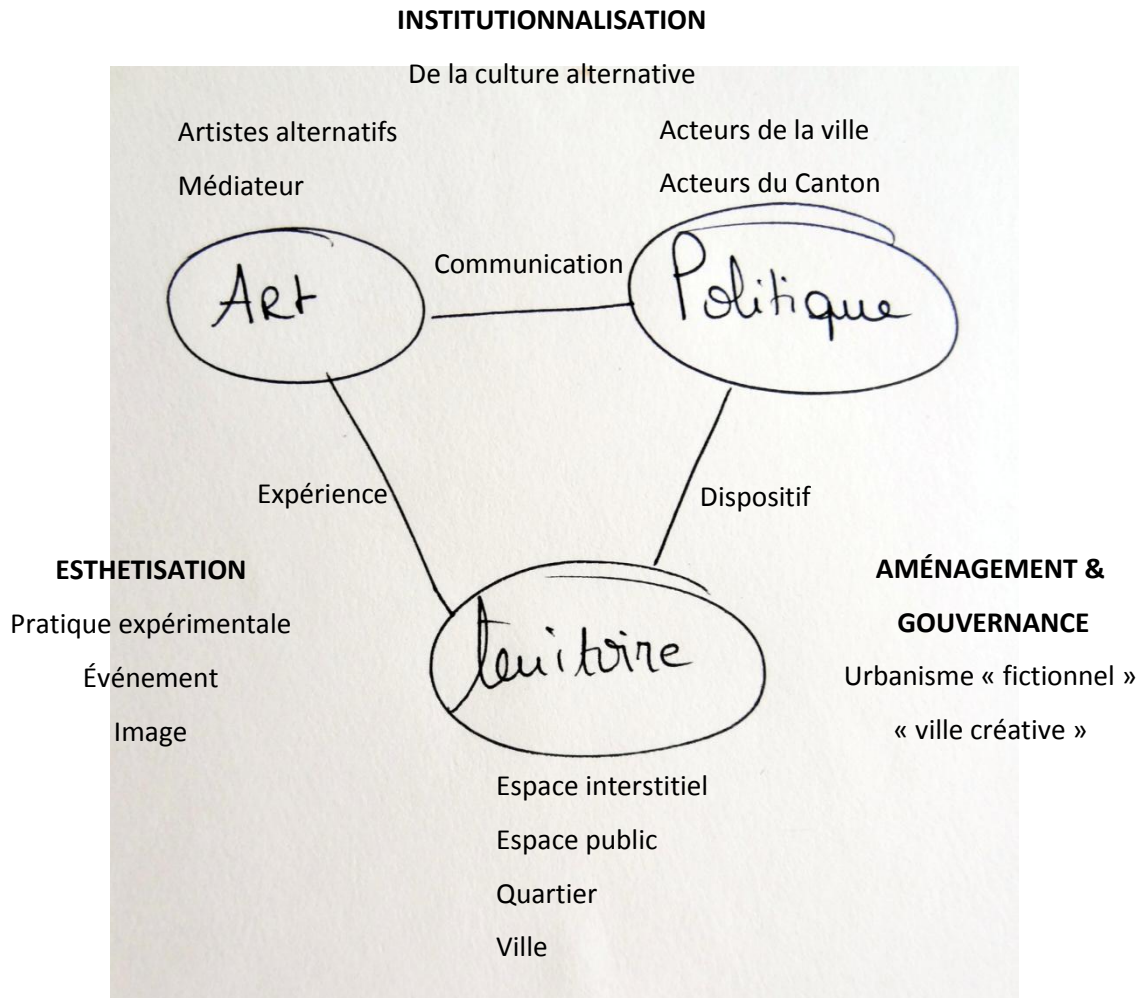 INSTITUTIONNALISATION
De la culture alternative
Artistes alternatifs
Médiateur
Acteurs de la ville
Acteurs du Canton
Art
Communication
Politique
Expérience
Dispositif
ESTHETISATION
Pratique expérimentale
Événement
Image
AMÉNAGEMENT &
GOUVERNANCE
Urbanisme « fictionnel »
« ville créative »
territoire
Espace interstitiel
Espace public
Quartier
Ville